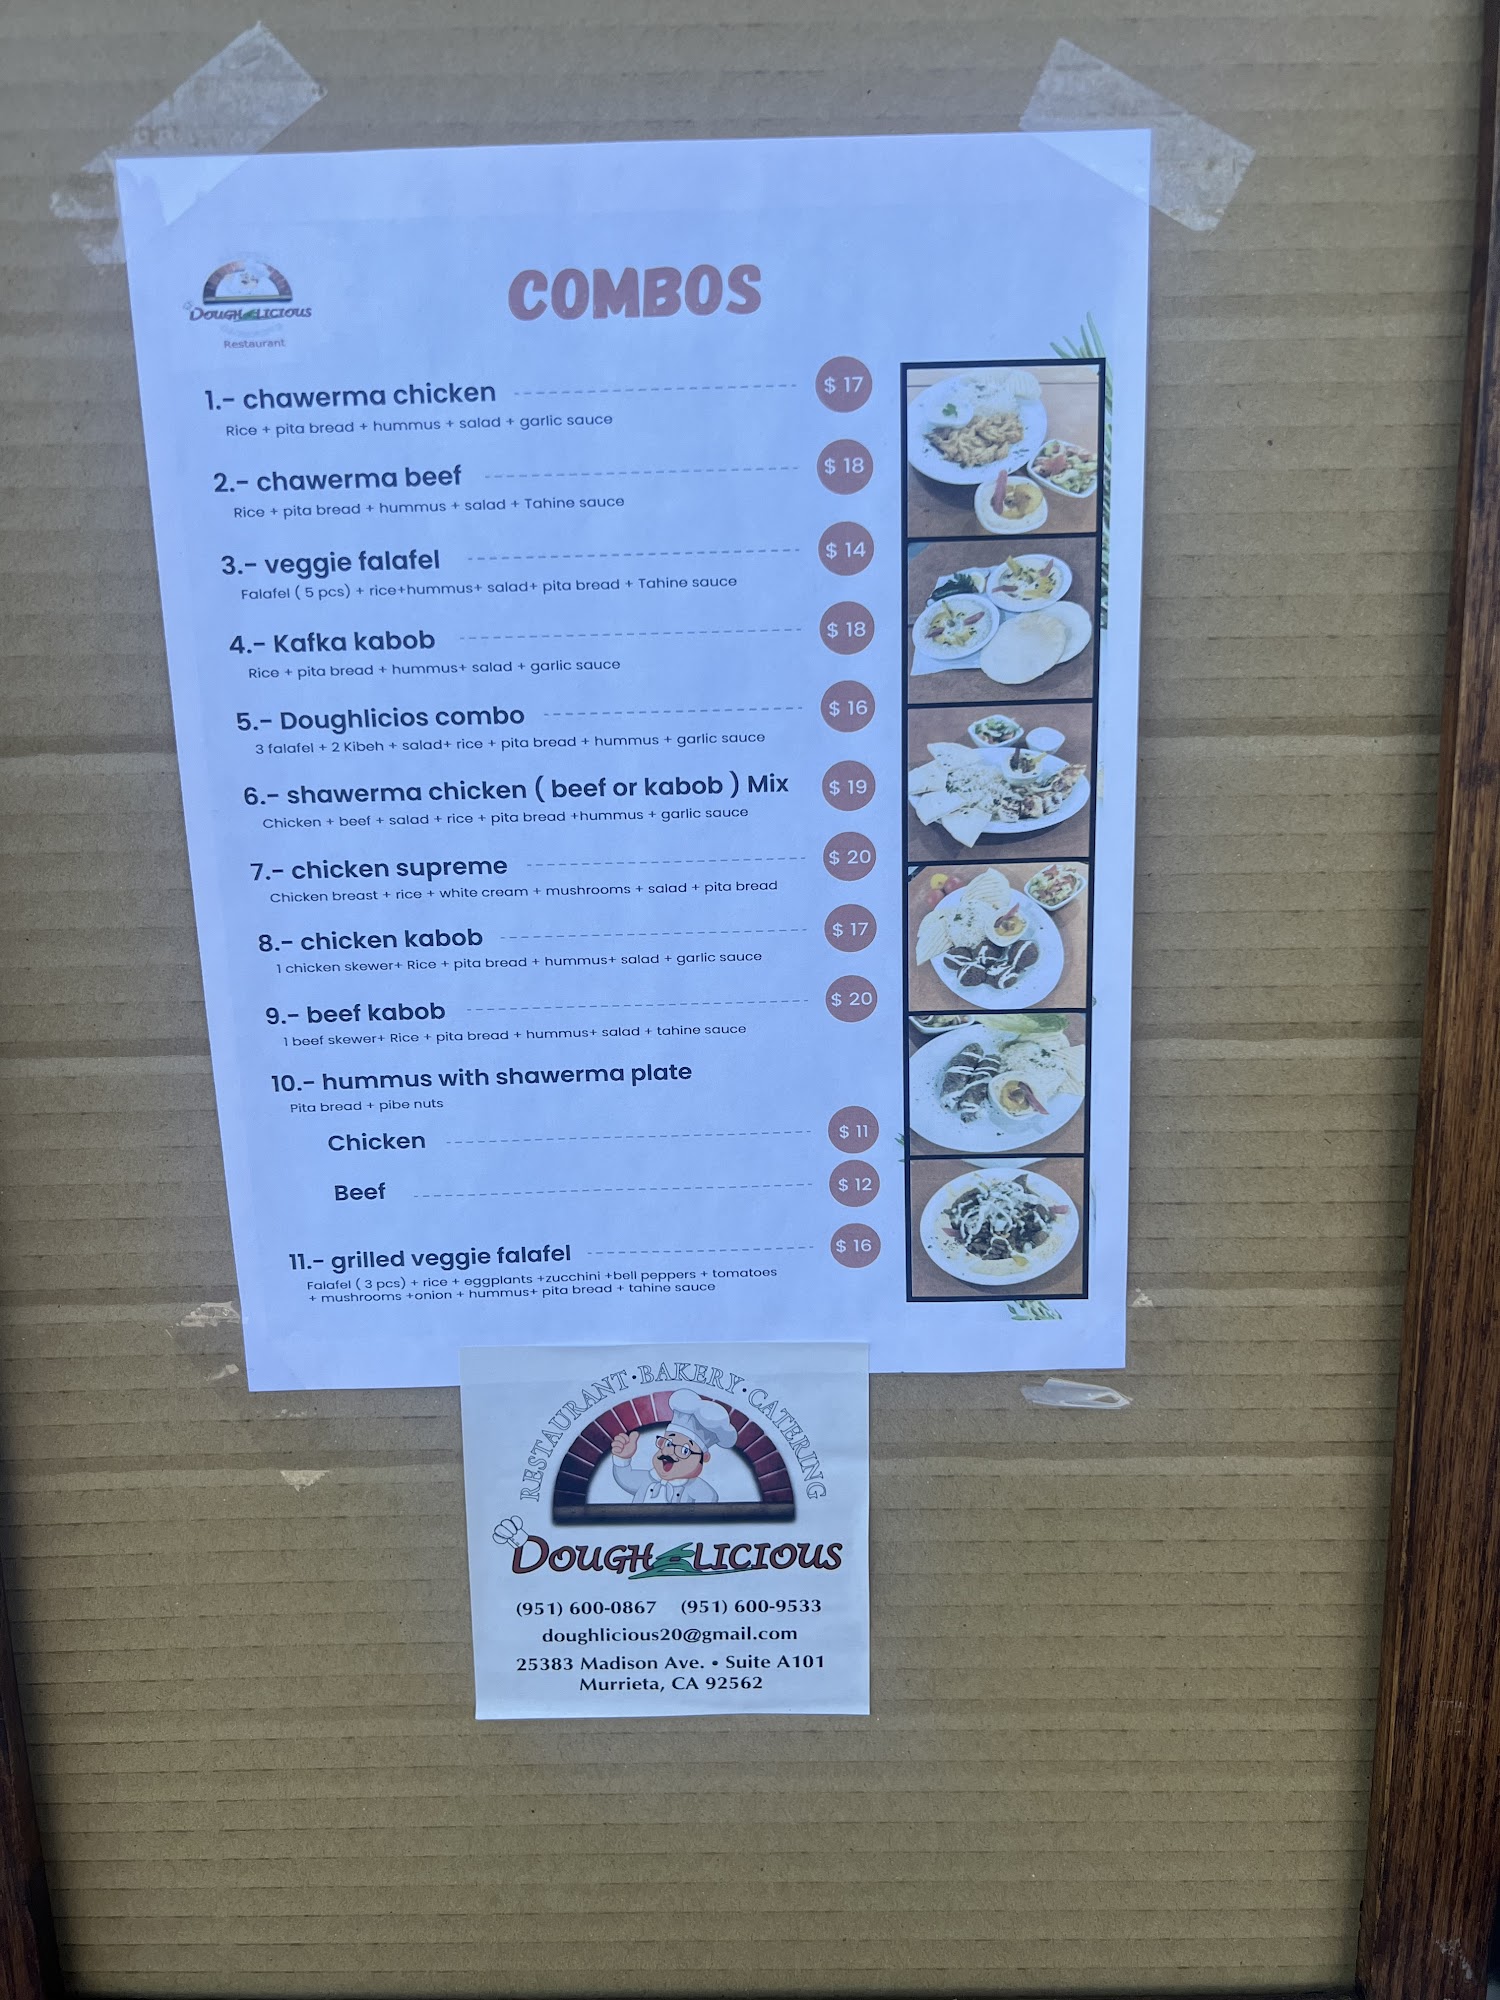 DOUGH-LICIOUS
Restaurant
COMBOS
1.- chawerma chicken $ 17
Rice + pita bread + hummus + salad + garlic sauce
2.- chawerma beef $ 18
Rice + pita bread + hummus + salad + Tahine sauce
3.- veggie falafel $ 14
Falafel ( 5 pcs) + rice+hummus+ salad+ pita bread + Tahine sauce
4.- Kafka kabob $ 18
Rice + pita bread + hummus+ salad + garlic sauce
5.- Doughlicios combo $ 16
3 falafel + 2 Kibeh + salad+ rice + pita bread + hummus + garlic sauce
6.- shawerma chicken ( beef or kabob ) Mix $ 19
Chicken + beef + salad + rice + pita bread +hummus + garlic sauce
7.- chicken supreme $ 20
Chicken breast + rice + white cream + mushrooms + salad + pita bread
8.- chicken kabob $ 17
1 chicken skewer+ Rice + pita bread + hummus+ salad + garlic sauce
9.- beef kabob $ 20
1 beef skewer+ Rice + pita bread + hummus+ salad + tahine sauce
10.- hummus with shawerma plate
Pita bread + pibe nuts
Chicken $ 11
Beef $ 12
11.- grilled veggie falafel $ 16
Falafel ( 3 pcs) + rice + eggplants +zucchini +bell peppers + tomatoes
+ mushrooms +onion + hummus+ pita bread + tahine sauce
RESTAURANT · BAKERY · CATERING
DOUGH-LICIOUS
(951) 600-0867 (951) 600-9533
doughlicious20@gmail.com
25383 Madison Ave. • Suite A101
Murrieta, CA 92562